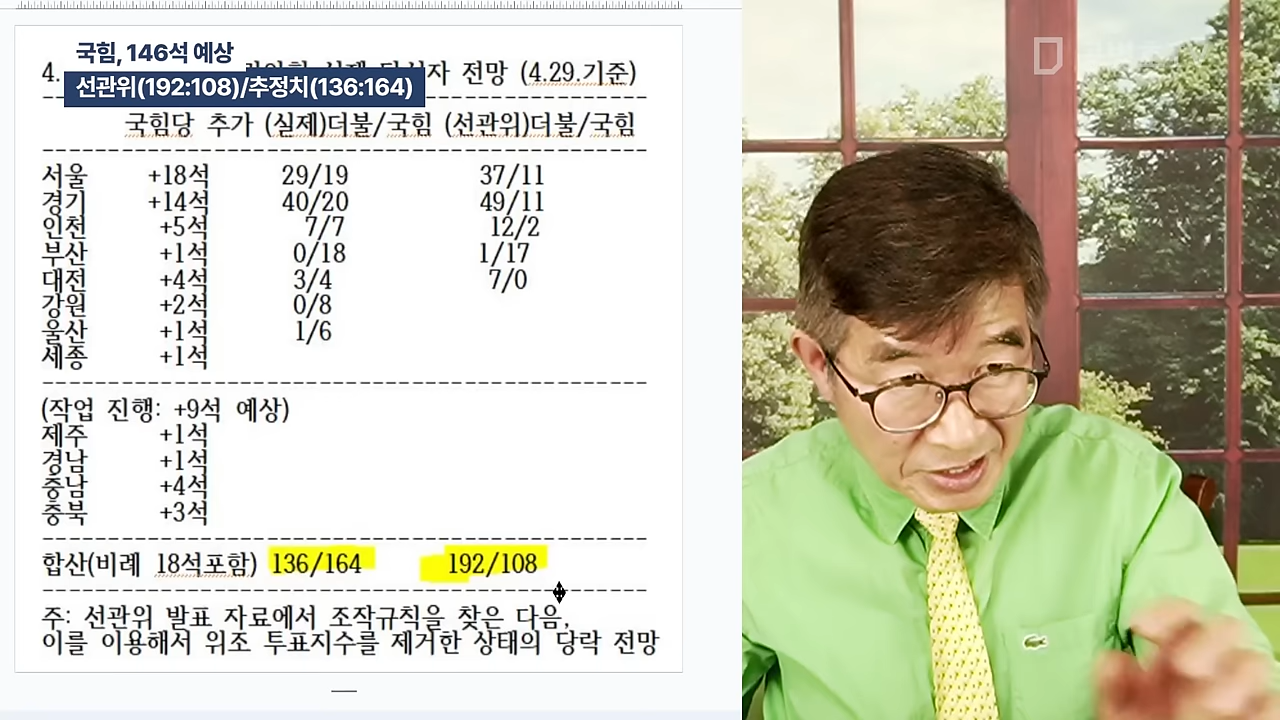 국힘, 146석 예상
선관위(192:108)/추정치(136:164)
4. 전망 (4.29.기준)
국힘당 추가 (실제)더불/국힘 (선관위)더불/국힘
서울 +18석 29/19 37/11
경기 +14석 40/20 49/11
인천 +5석 7/7 12/2
부산 +1석 0/18 1/17
대전 +4석 3/4 7/0
강원 +2석 0/8
울산 +1석 1/6
세종 +1석
(작업 진행: +9석 예상)
제주 +1석
경남 +1석
충남 +4석
충북 +3석
합산(비례 18석포함) 136/164 192/108
주: 선관위 발표 자료에서 조작규칙을 찾은 다음,
이를 이용해서 위조 투표지수를 제거한 상태의 당락 전망